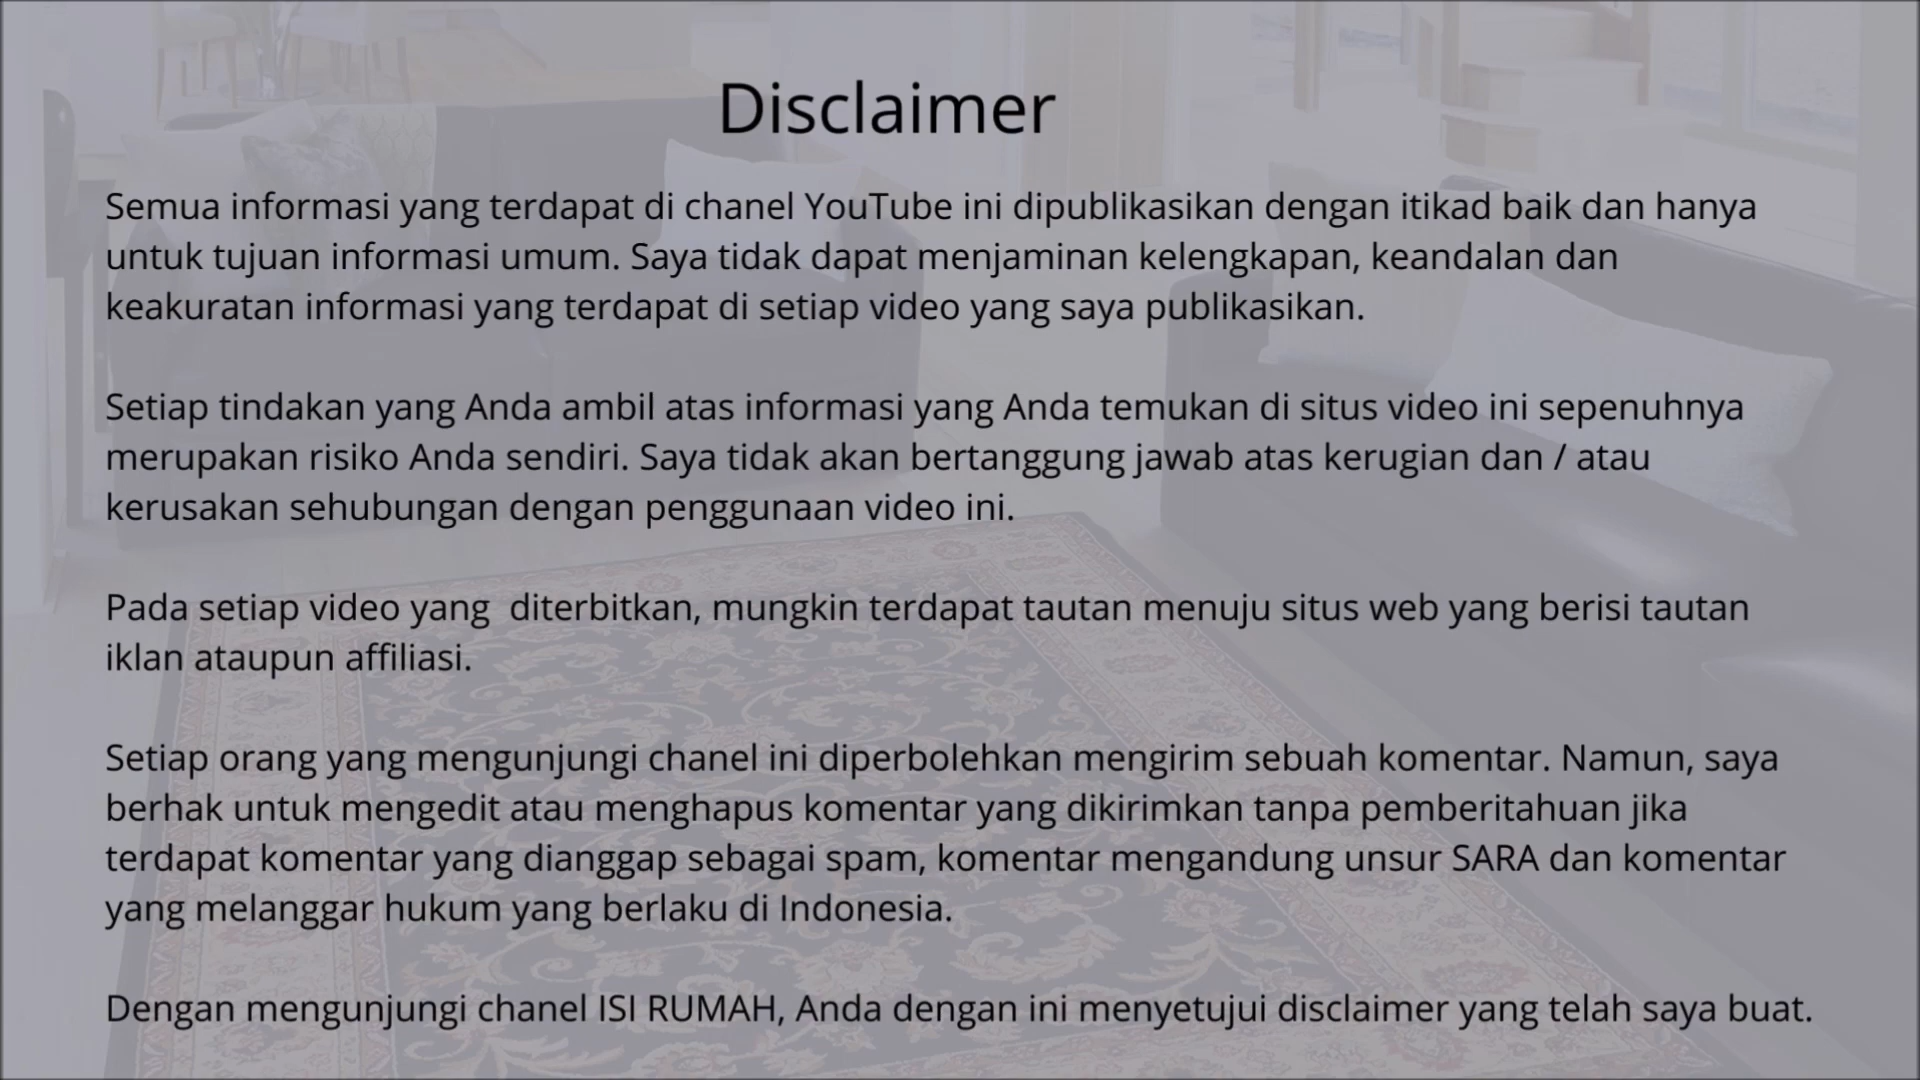 Disclaimer
Semua informasi yang terdapat di chanel YouTube ini dipublikasikan dengan itikad baik dan hanya
untuk tujuan informasi umum. Saya tidak dapat menjaminan kelengkapan, keandalan dan
keakuratan informasi yang terdapat di setiap video yang saya publikasikan.
Setiap tindakan yang Anda ambil atas informasi yang Anda temukan di situs video ini sepenuhnya
merupakan risiko Anda sendiri. Saya tidak akan bertanggung jawab atas kerugian dan / atau
kerusakan sehubungan dengan penggunaan video ini.
Pada setiap video yang  diterbitkan, mungkin terdapat tautan menuju situs web yang berisi tautan
iklan ataupun affiliasi.
Setiap orang yang mengunjungi chanel ini diperbolehkan mengirim sebuah komentar. Namun, saya
berhak untuk mengedit atau menghapus komentar yang dikirimkan tanpa pemberitahuan jika
terdapat komentar yang dianggap sebagai spam, komentar mengandung unsur SARA dan komentar
yang melanggar hukum yang berlaku di Indonesia.
Dengan mengunjungi chanel ISI RUMAH, Anda dengan ini menyetujui disclaimer yang telah saya buat.